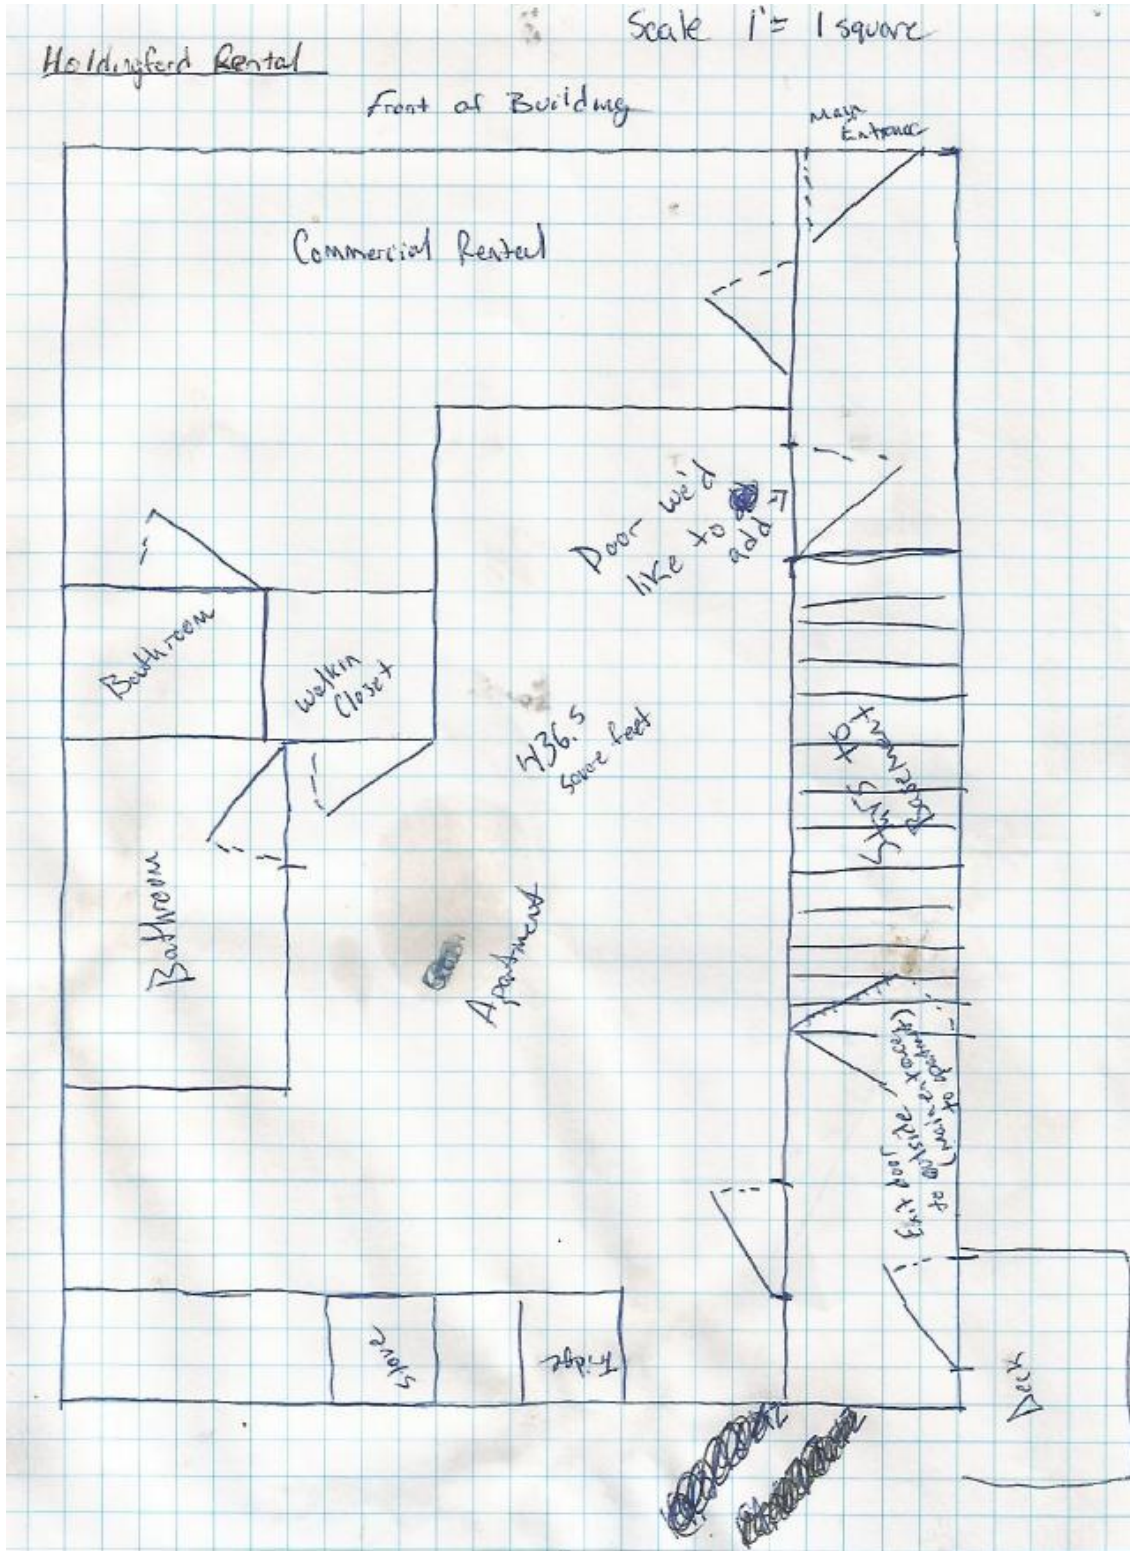 Scale 1' = 1 square
Holdingford Rental
Front of Building
Main
Entrance
Commercial Rental
Door we'd
like to
add
Bathroom
Walkin
Closet
436.5
square feet
Stairs to
Basement
Bathroom
Apartment
Exit door
to outside
(Main entrance
to apartment)
Stove
Fridge
Deck